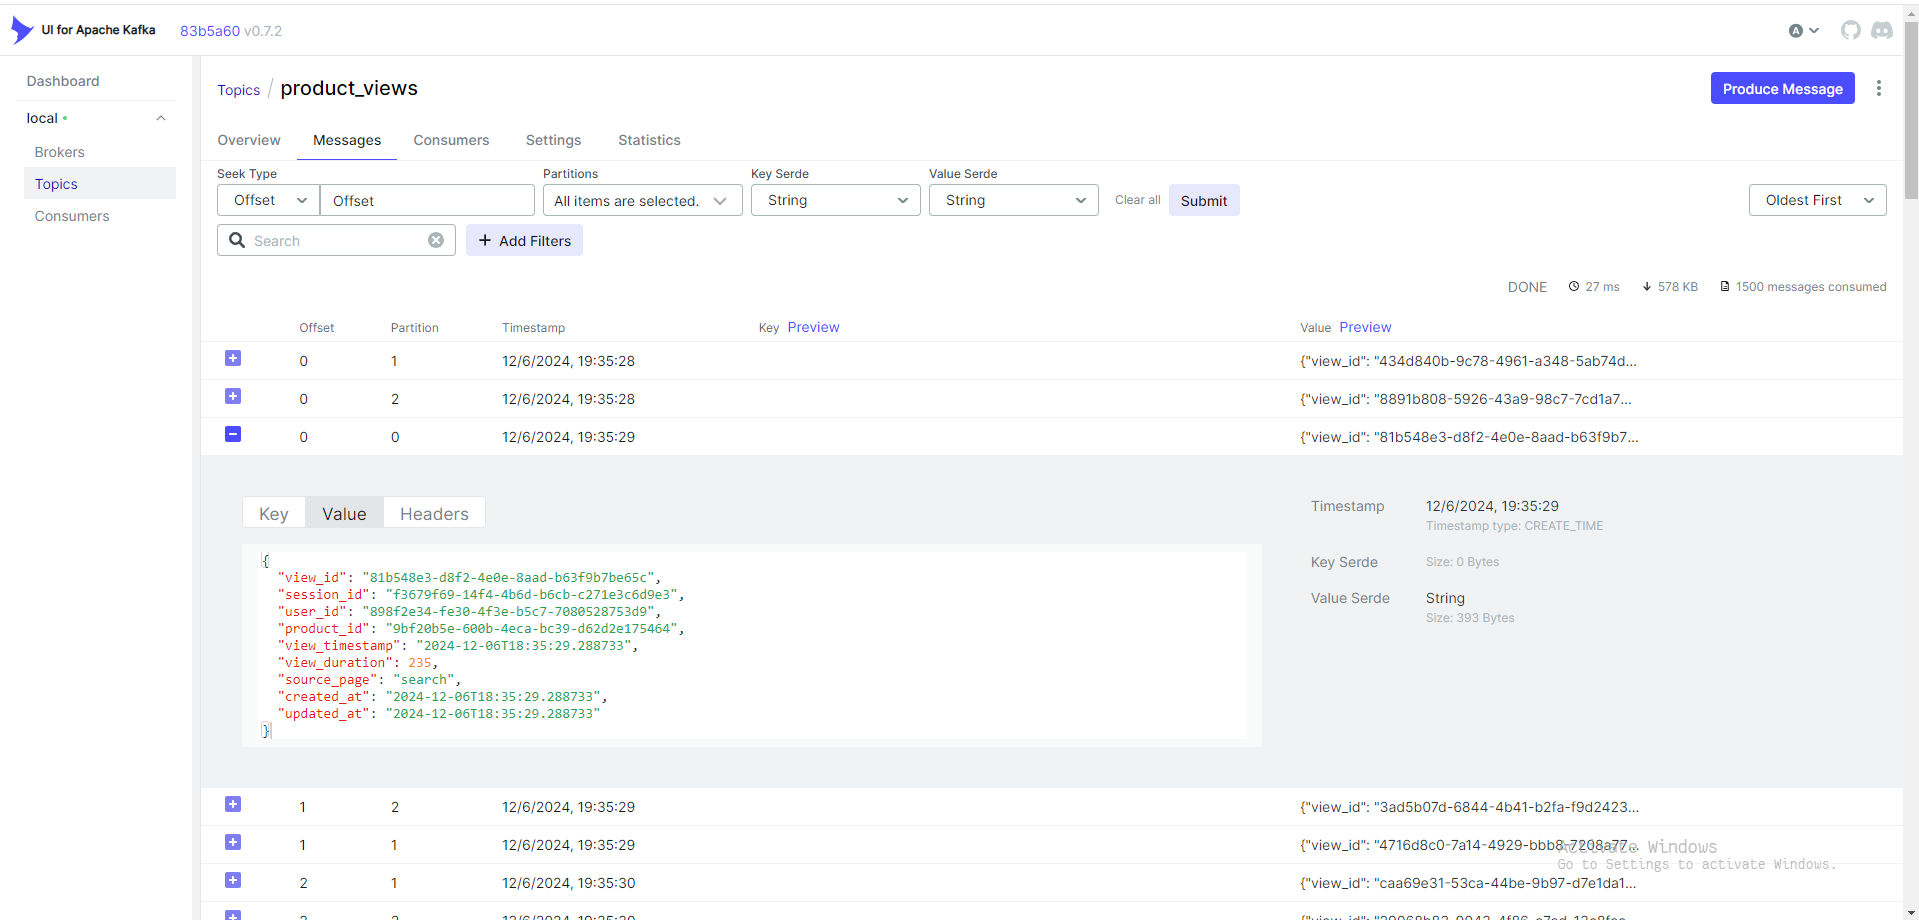 UI for Apache Kafka 83b5a60 v0.7.2 A
Dashboard
local
Brokers
Topics
Consumers
Topics / product_views
Produce Message
Overview Messages Consumers Settings Statistics
Seek Type Partitions Key Serde Value Serde
Offset Offset All items are selected. String String Clear all Submit Oldest First
Search Add Filters
DONE 27 ms 578 KB 1500 messages consumed
Offset Partition Timestamp Key Preview Value Preview
0 1 12/6/2024, 19:35:28 {"view_id": "434d840b-9c78-4961-a348-5ab74d...
0 2 12/6/2024, 19:35:28 {"view_id": "8891b808-5926-43a9-98c7-7cd1a7...
0 0 12/6/2024, 19:35:29 {"view_id": "81b548e3-d8f2-4e0e-8aad-b63f9b7...
Key Value Headers
{
"view_id": "81b548e3-d8f2-4e0e-8aad-b63f9b7be65c",
"session_id": "f3679f69-14f4-4b6d-b6cb-c271e3c6d9e3",
"user_id": "898f2e34-fe30-4f3e-b5c7-7080528753d9",
"product_id": "9bf20b5e-600b-4eca-bc39-d62d2e175464",
"view_timestamp": "2024-12-06T18:35:29.288733",
"view_duration": 235,
"source_page": "search",
"created_at": "2024-12-06T18:35:29.288733",
"updated_at": "2024-12-06T18:35:29.288733"
}
Timestamp 12/6/2024, 19:35:29
Timestamp type: CREATE_TIME
Key Serde Size: 0 Bytes
Value Serde String
Size: 393 Bytes
1 2 12/6/2024, 19:35:29 {"view_id": "3ad5b07d-6844-4b41-b2fa-f9d2423...
1 1 12/6/2024, 19:35:29 {"view_id": "4716d8c0-7a14-4929-bbb8-7208a77...
Activate Windows
Go to Settings to activate Windows.
2 1 12/6/2024, 19:35:30 {"view_id": "caa69e31-53ca-44be-9b97-d7e1da1...